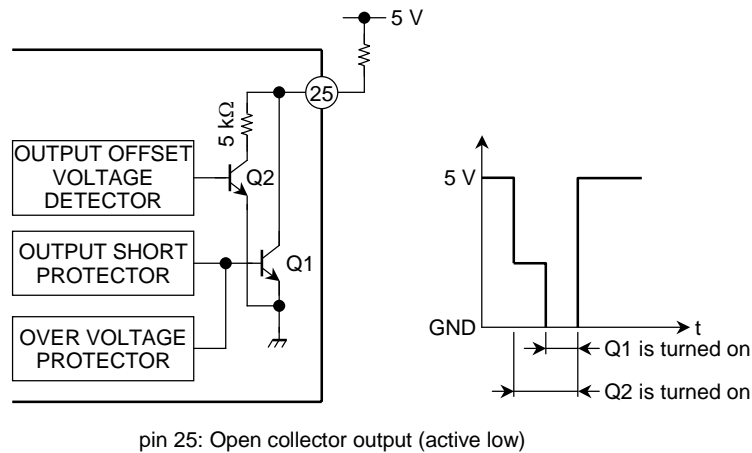 5 V
25
5 kΩ
OUTPUT OFFSET
VOLTAGE
DETECTOR
Q2
OUTPUT SHORT
PROTECTOR
Q1
OVER VOLTAGE
PROTECTOR
5 V
GND
t
Q1 is turned on
Q2 is turned on
pin 25: Open collector output (active low)